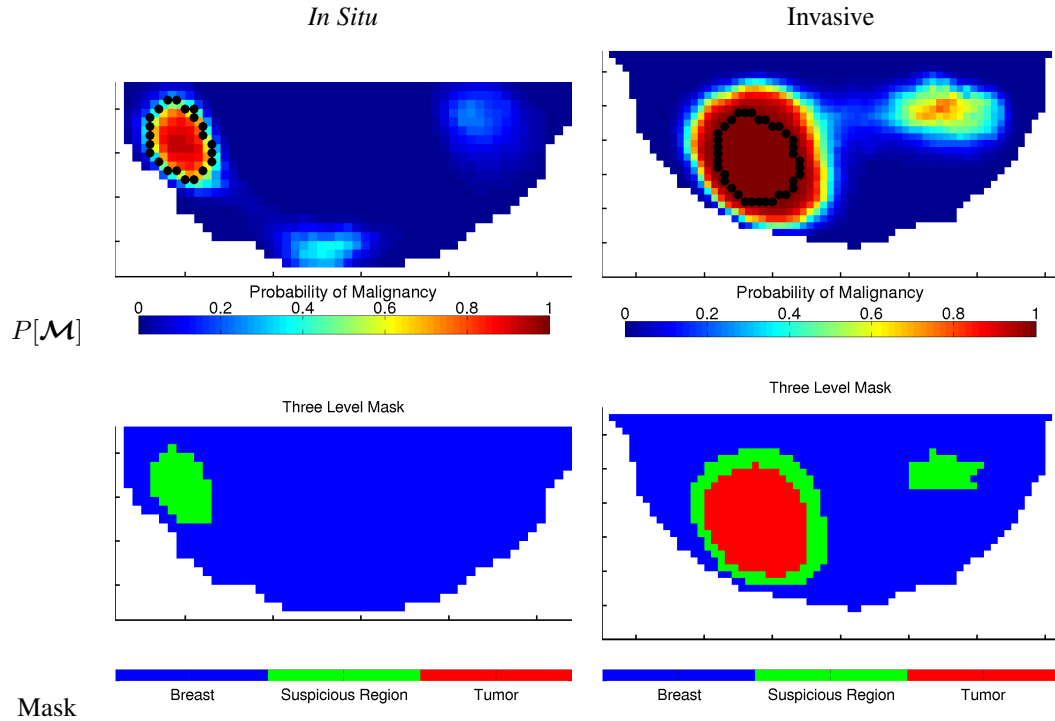 In Situ
Invasive
Probability of Malignancy
0 0.2 0.4 0.6 0.8 1
Probability of Malignancy
0 0.2 0.4 0.6 0.8 1
P[𝓜]
Three Level Mask
Three Level Mask
Breast Suspicious Region Tumor
Breast Suspicious Region Tumor
Mask